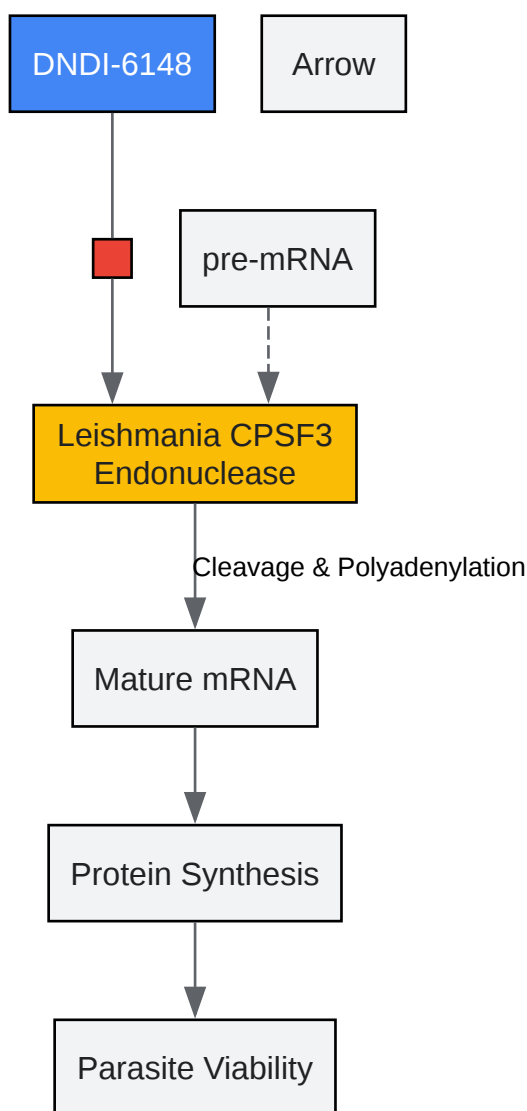 DNDI-6148
Arrow
pre-mRNA
Leishmania CPSF3
Endonuclease
Cleavage & Polyadenylation
Mature mRNA
Protein Synthesis
Parasite Viability